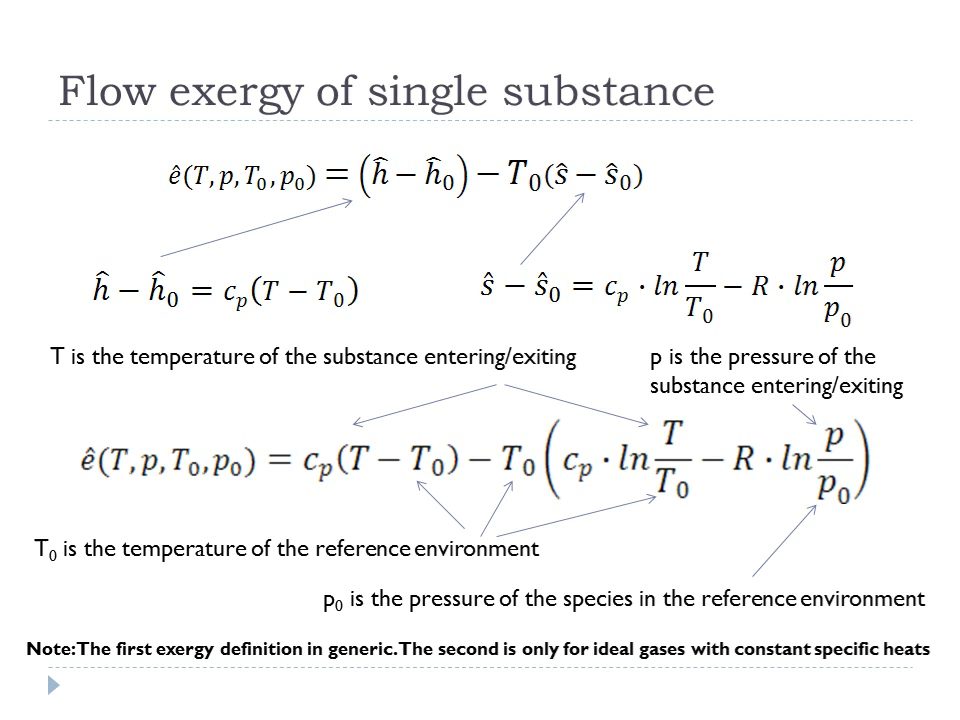 Flow exergy of single substance
ê(T, p, T₀, p₀) = (ĥ − ĥ₀) − T₀(ŝ − ŝ₀)
ĥ − ĥ₀ = cₚ(T − T₀)
ŝ − ŝ₀ = cₚ · ln T/T₀ − R · ln p/p₀
T is the temperature of the substance entering/exiting
p is the pressure of the
substance entering/exiting
ê(T, p, T₀, p₀) = cₚ(T − T₀) − T₀(cₚ · ln T/T₀ − R · ln p/p₀)
T₀ is the temperature of the reference environment
p₀ is the pressure of the species in the reference environment
Note: The first exergy definition in generic. The second is only for ideal gases with constant specific heats